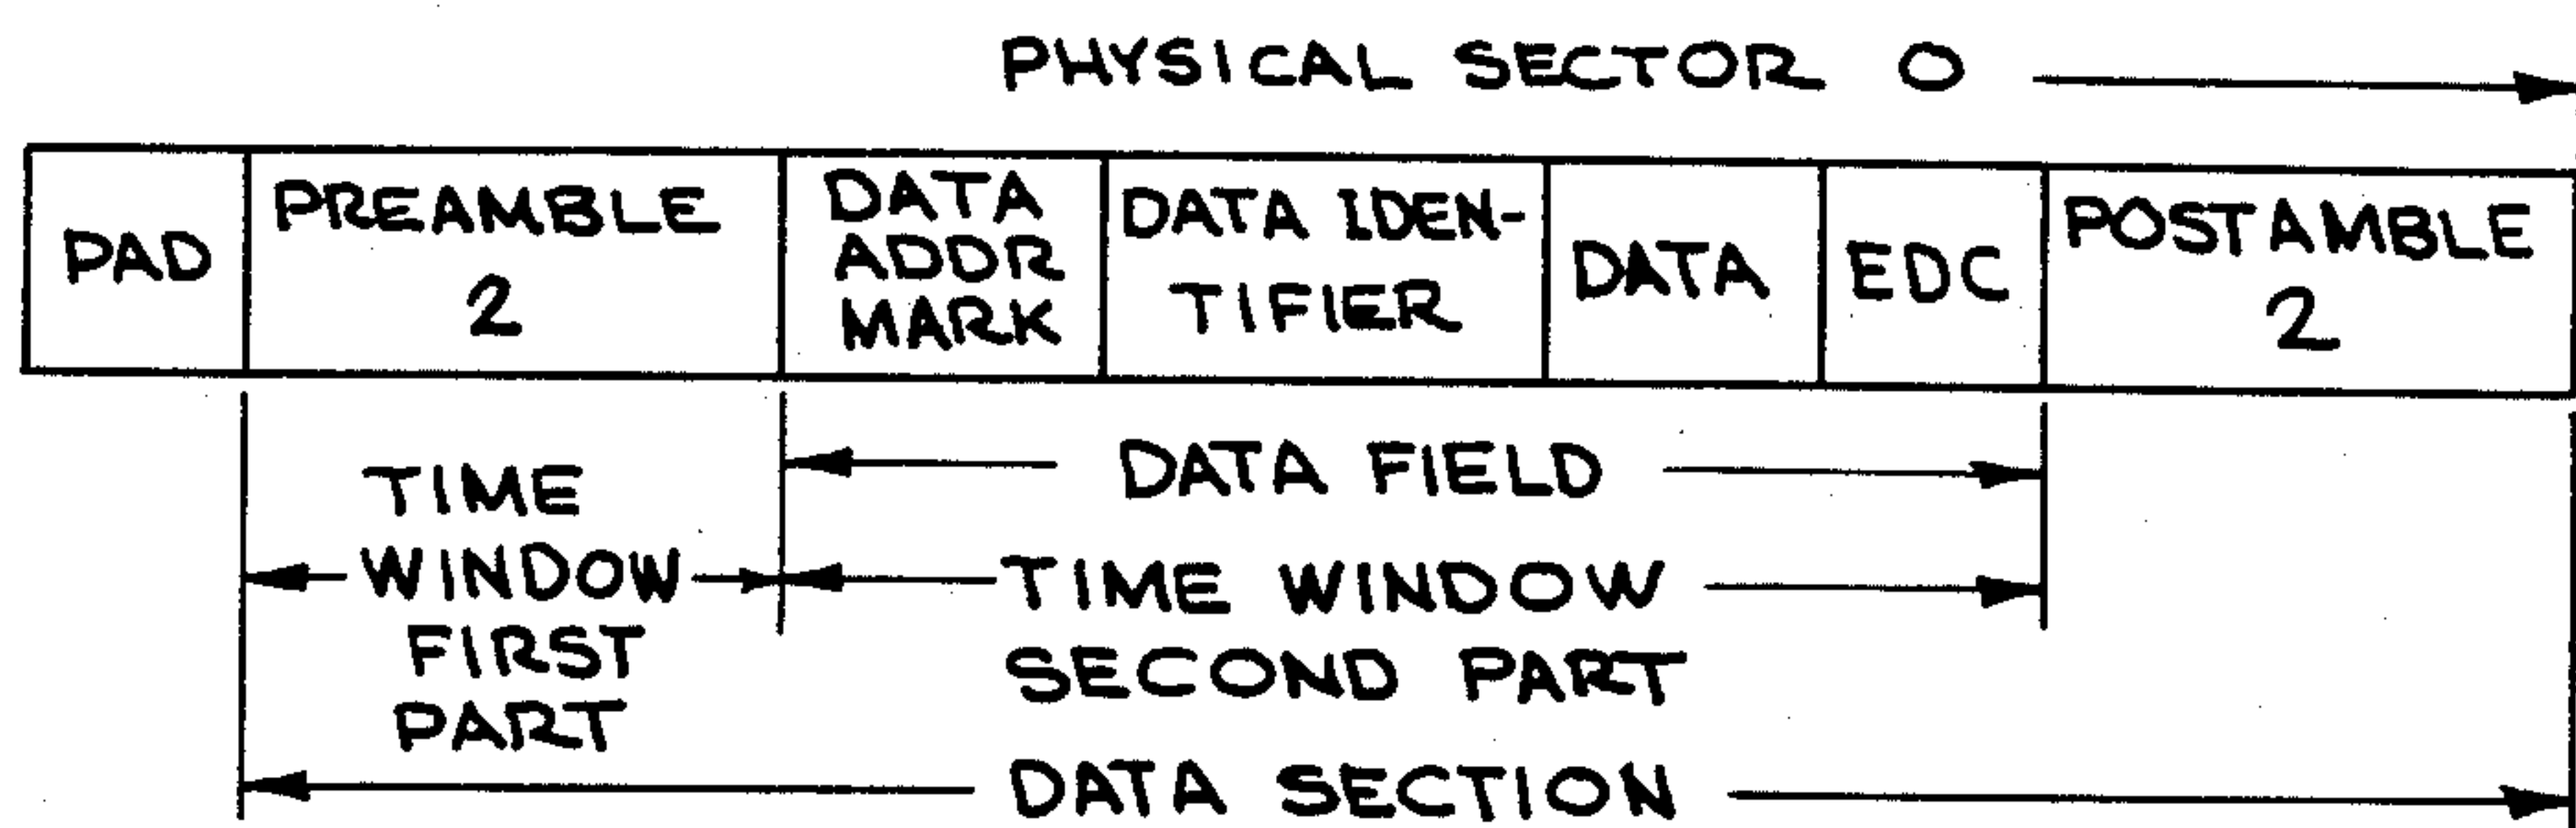 PHYSICAL SECTOR 0
PAD
PREAMBLE
2
DATA
ADDR
MARK
DATA IDEN-
TIFIER
DATA
EDC
POSTAMBLE
2
DATA FIELD
TIME
WINDOW
FIRST
PART
TIME WINDOW
SECOND PART
DATA SECTION